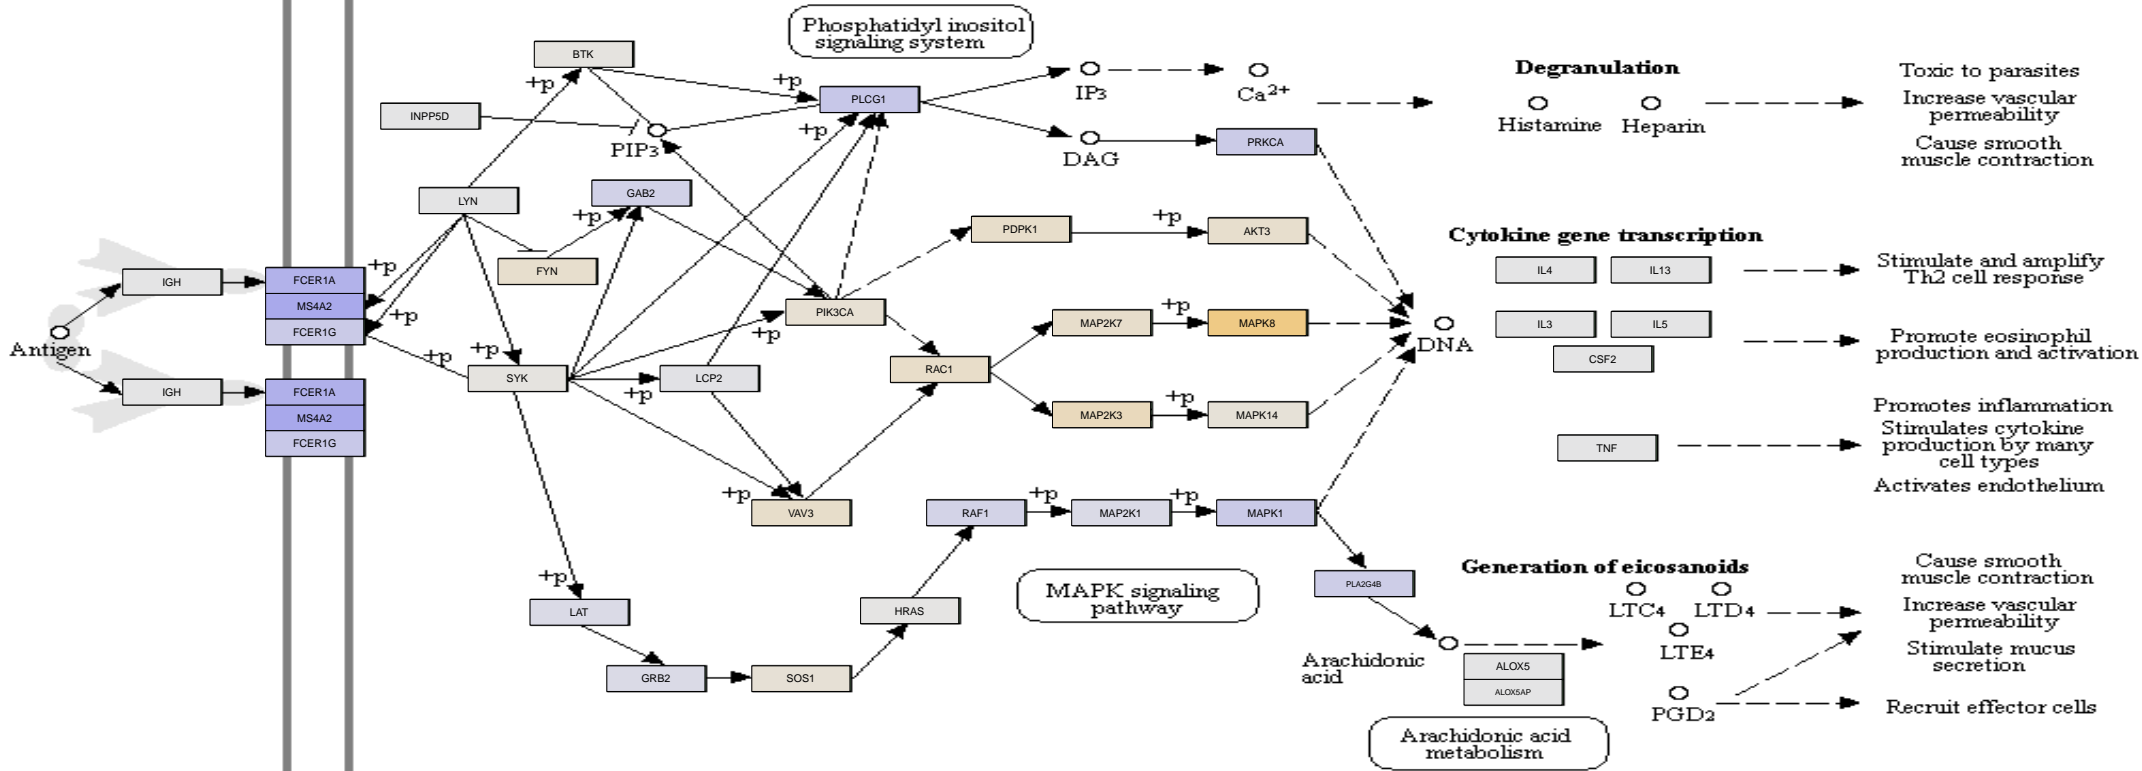 Phosphatidyl inositol
signaling system
BTK
+p
+p
PLCG1
+p
IP3
Ca2+
INPP5D
PIP3
DAG
PRKCA
Degranulation
Histamine
Heparin
Toxic to parasites
Increase vascular
permeability
Cause smooth
muscle contraction
LYN
GAB2
+p
FYN
PDPK1
+p
AKT3
Cytokine gene transcription
IL4
IL13
Stimulate and amplify
Th2 cell response
IL3
IL5
CSF2
Promote eosinophil
production and activation
Antigen
IGH
IGH
FCER1A
MS4A2
FCER1G
FCER1A
MS4A2
FCER1G
+p
+p
+p
+p
SYK
+p
LCP2
+p
PIK3CA
RAC1
MAP2K7
+p
MAPK8
MAP2K3
+p
MAPK14
DNA
Promotes inflammation
Stimulates cytokine
production by many
cell types
Activates endothelium
TNF
+p
VAV3
RAF1
+p
MAP2K1
+p
MAPK1
+p
LAT
GRB2
SOS1
HRAS
MAPK signaling
pathway
PLA2G4B
Generation of eicosanoids
LTC4
LTD4
LTE4
Arachidonic
acid
ALOX5
ALOX5AP
PGD2
Cause smooth
muscle contraction
Increase vascular
permeability
Stimulate mucus
secretion
Recruit effector cells
Arachidonic acid
metabolism